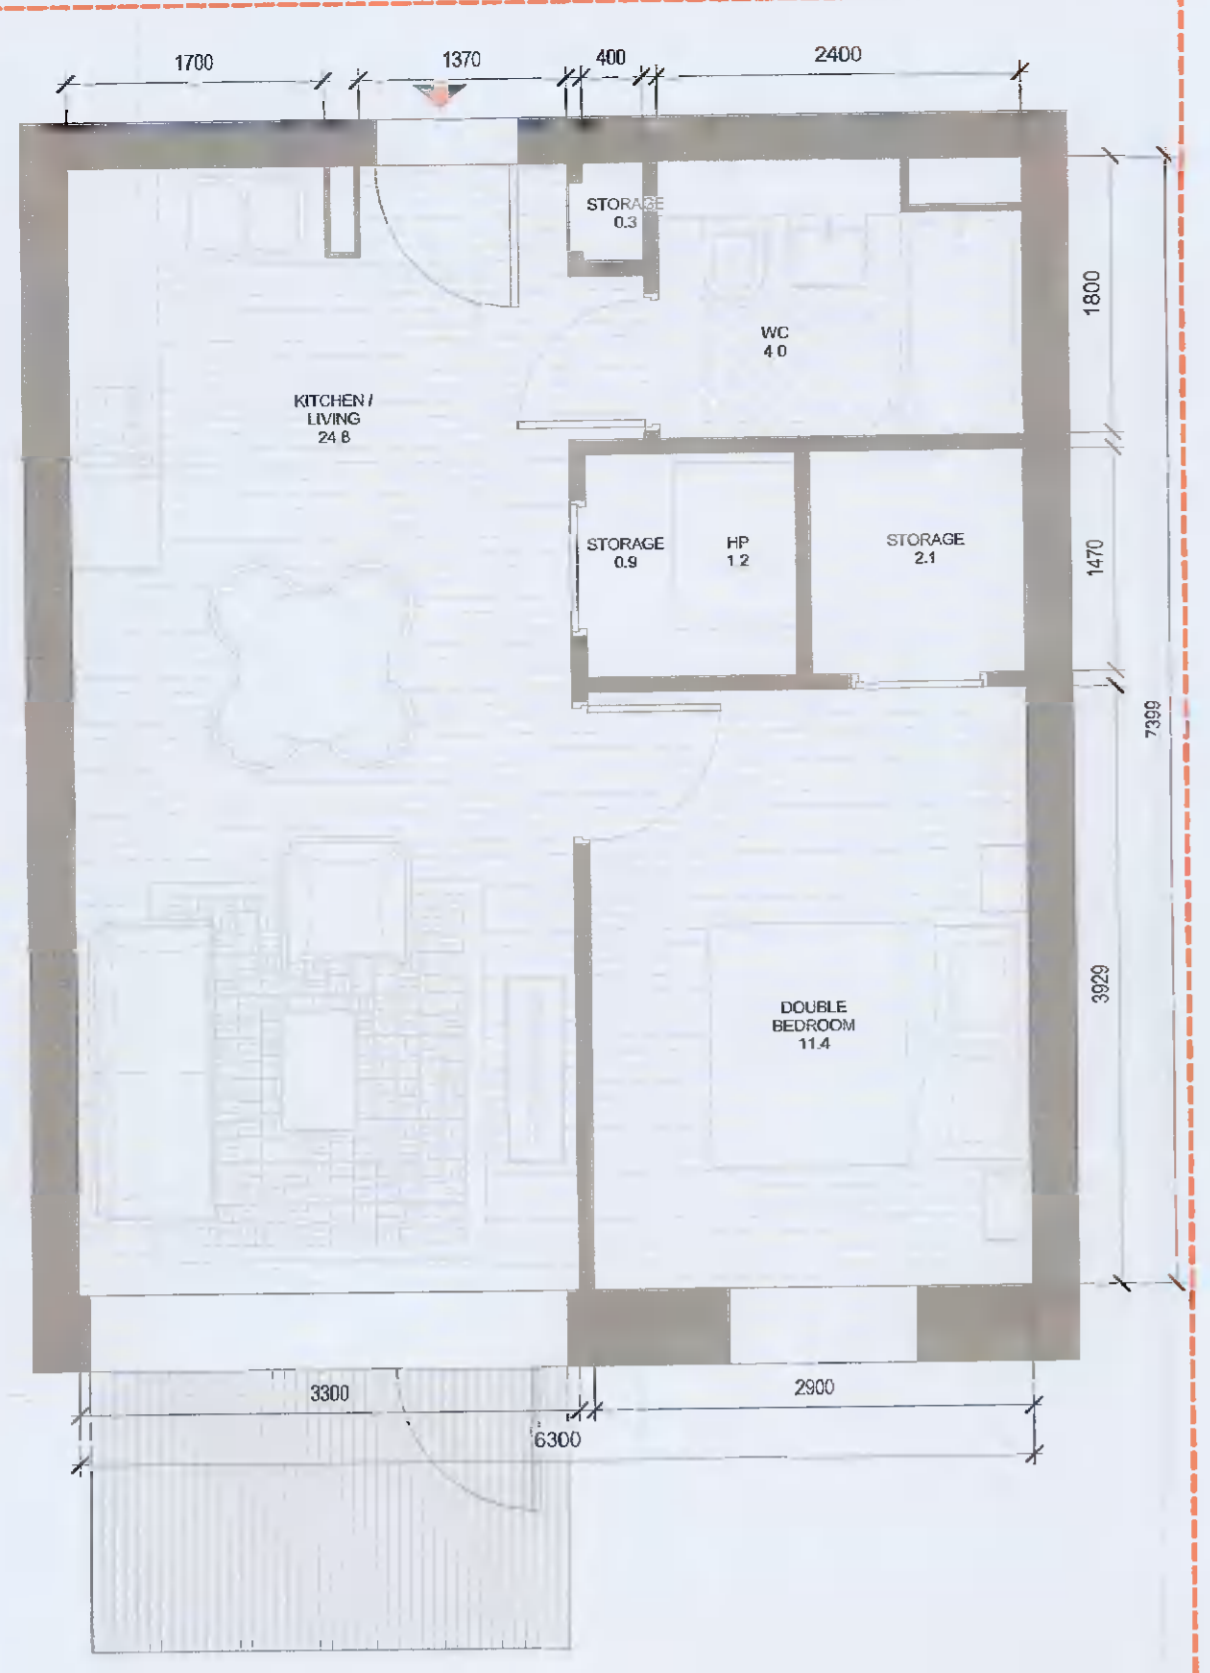 1700
1370
400
2400
STORAGE
0.3
1800
WC
4.0
KITCHEN /
LIVING
24.8
STORAGE
0.9
HP
1.2
STORAGE
2.1
1470
7399
3929
DOUBLE
BEDROOM
11.4
3300
2900
6300